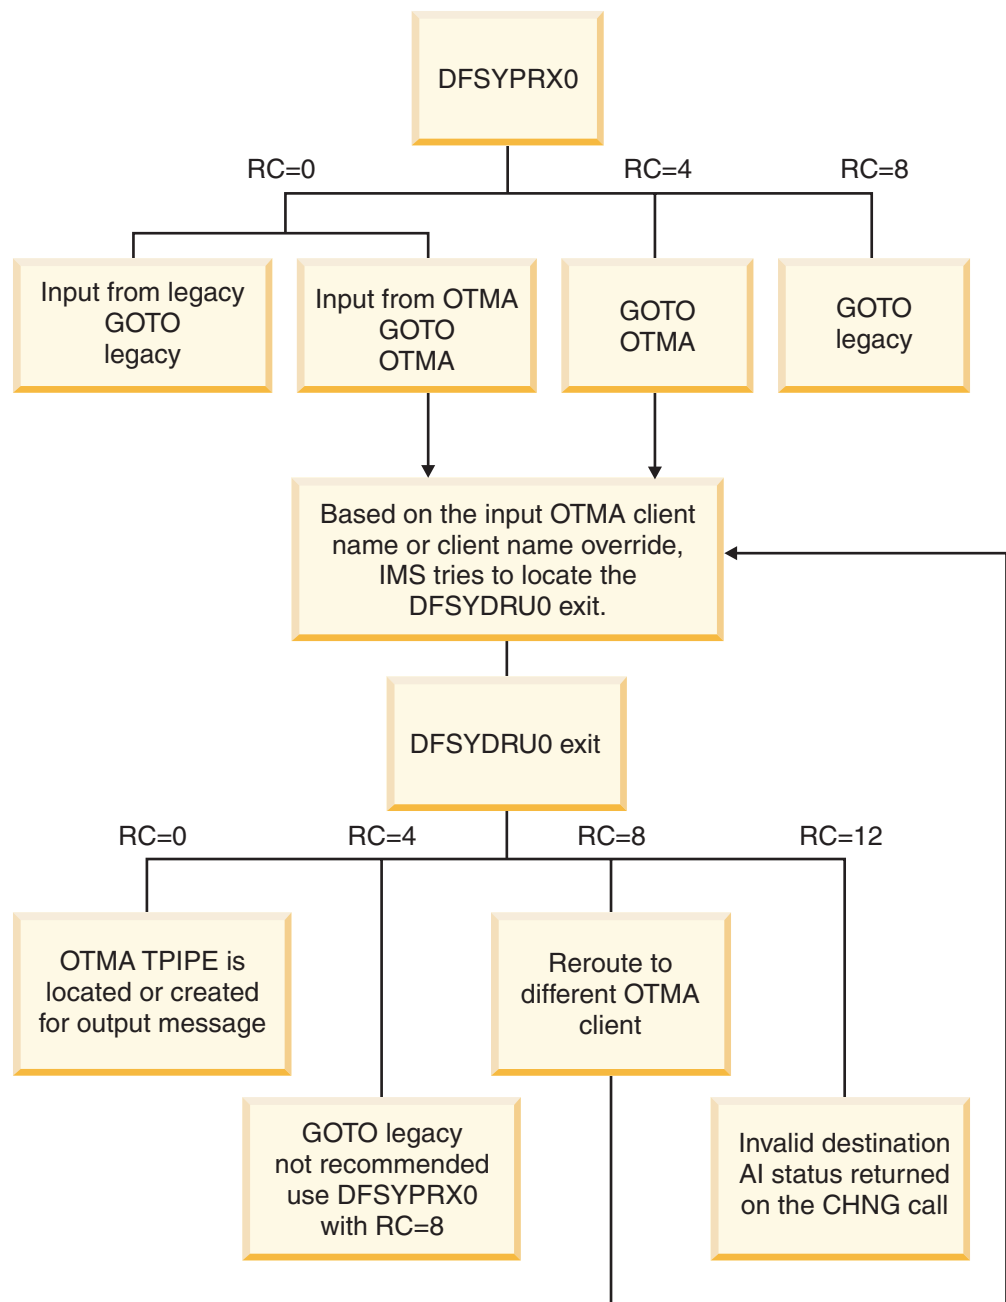 DFSYPRX0
RC=0
RC=4
RC=8
Input from legacy
GOTO
legacy
Input from OTMA
GOTO
OTMA
GOTO
OTMA
GOTO
legacy
Based on the input OTMA client
name or client name override,
IMS tries to locate the
DFSYDRU0 exit.
DFSYDRU0 exit
RC=0
RC=4
RC=8
RC=12
OTMA TPIPE is
located or created
for output message
Reroute to
different OTMA
client
GOTO legacy
not recommended
use DFSYPRX0
with RC=8
Invalid destination
AI status returned
on the CHNG call